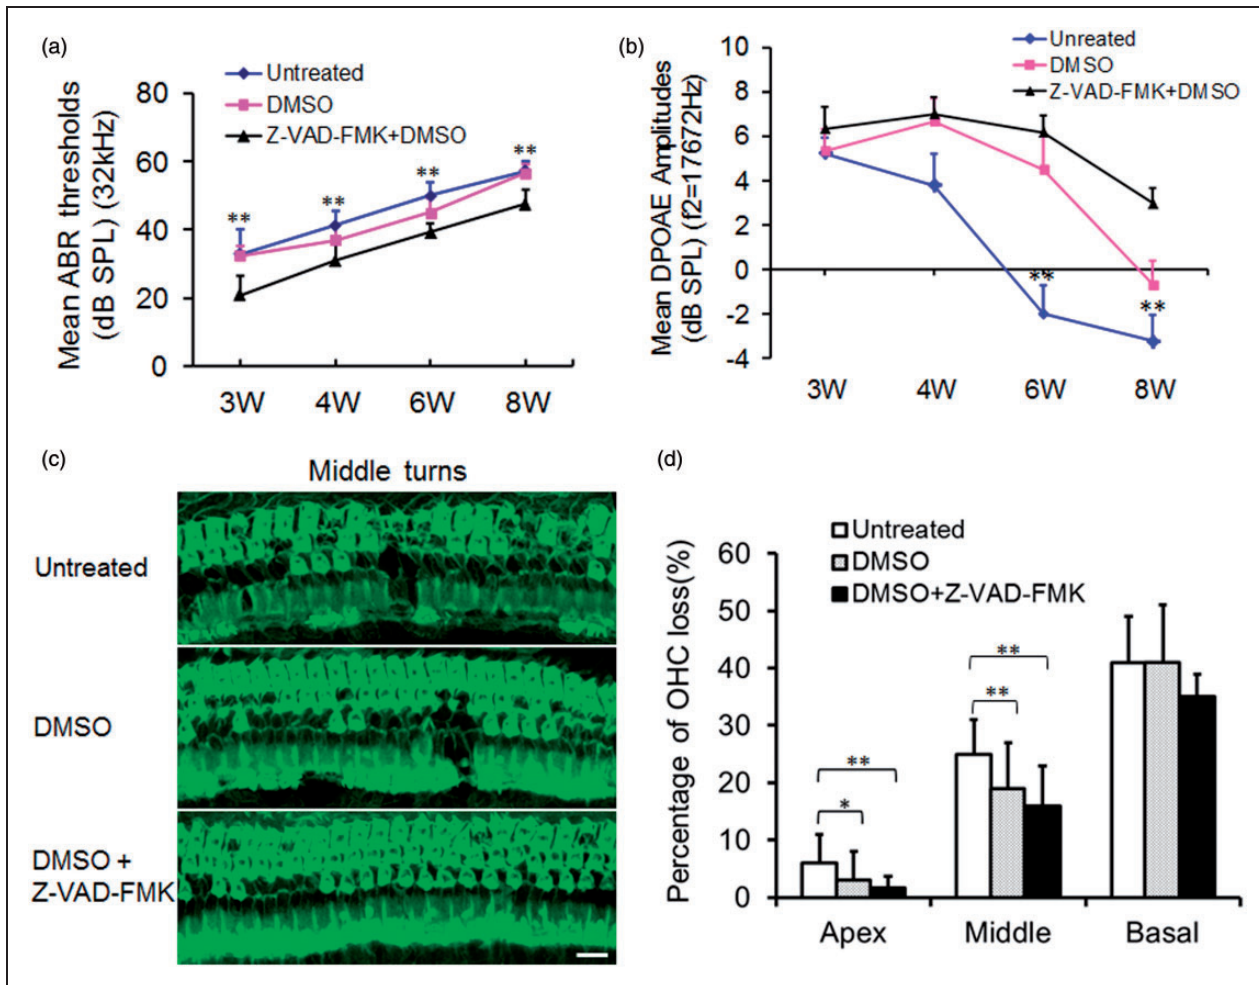 (a)
Untreated
DMSO
Z-VAD-FMK+DMSO
Mean ABR thresholds
(dB SPL) (32kHz)
80
60
40
20
0
**
**
**
**
3W
4W
6W
8W
(b)
Unreated
DMSO
Z-VAD-FMK+DMSO
Mean DPOAE Amplitudes
(dB SPL) (f2=17672Hz)
10
8
6
4
2
0
-2
-4
**
**
3W
4W
6W
8W
(c)
Middle turns
Untreated
DMSO
DMSO +
Z-VAD-FMK
(d)
Untreated
DMSO
DMSO+Z-VAD-FMK
Percentage of OHC loss(%)
60
50
40
30
20
10
0
**
*
**
**
Apex
Middle
Basal